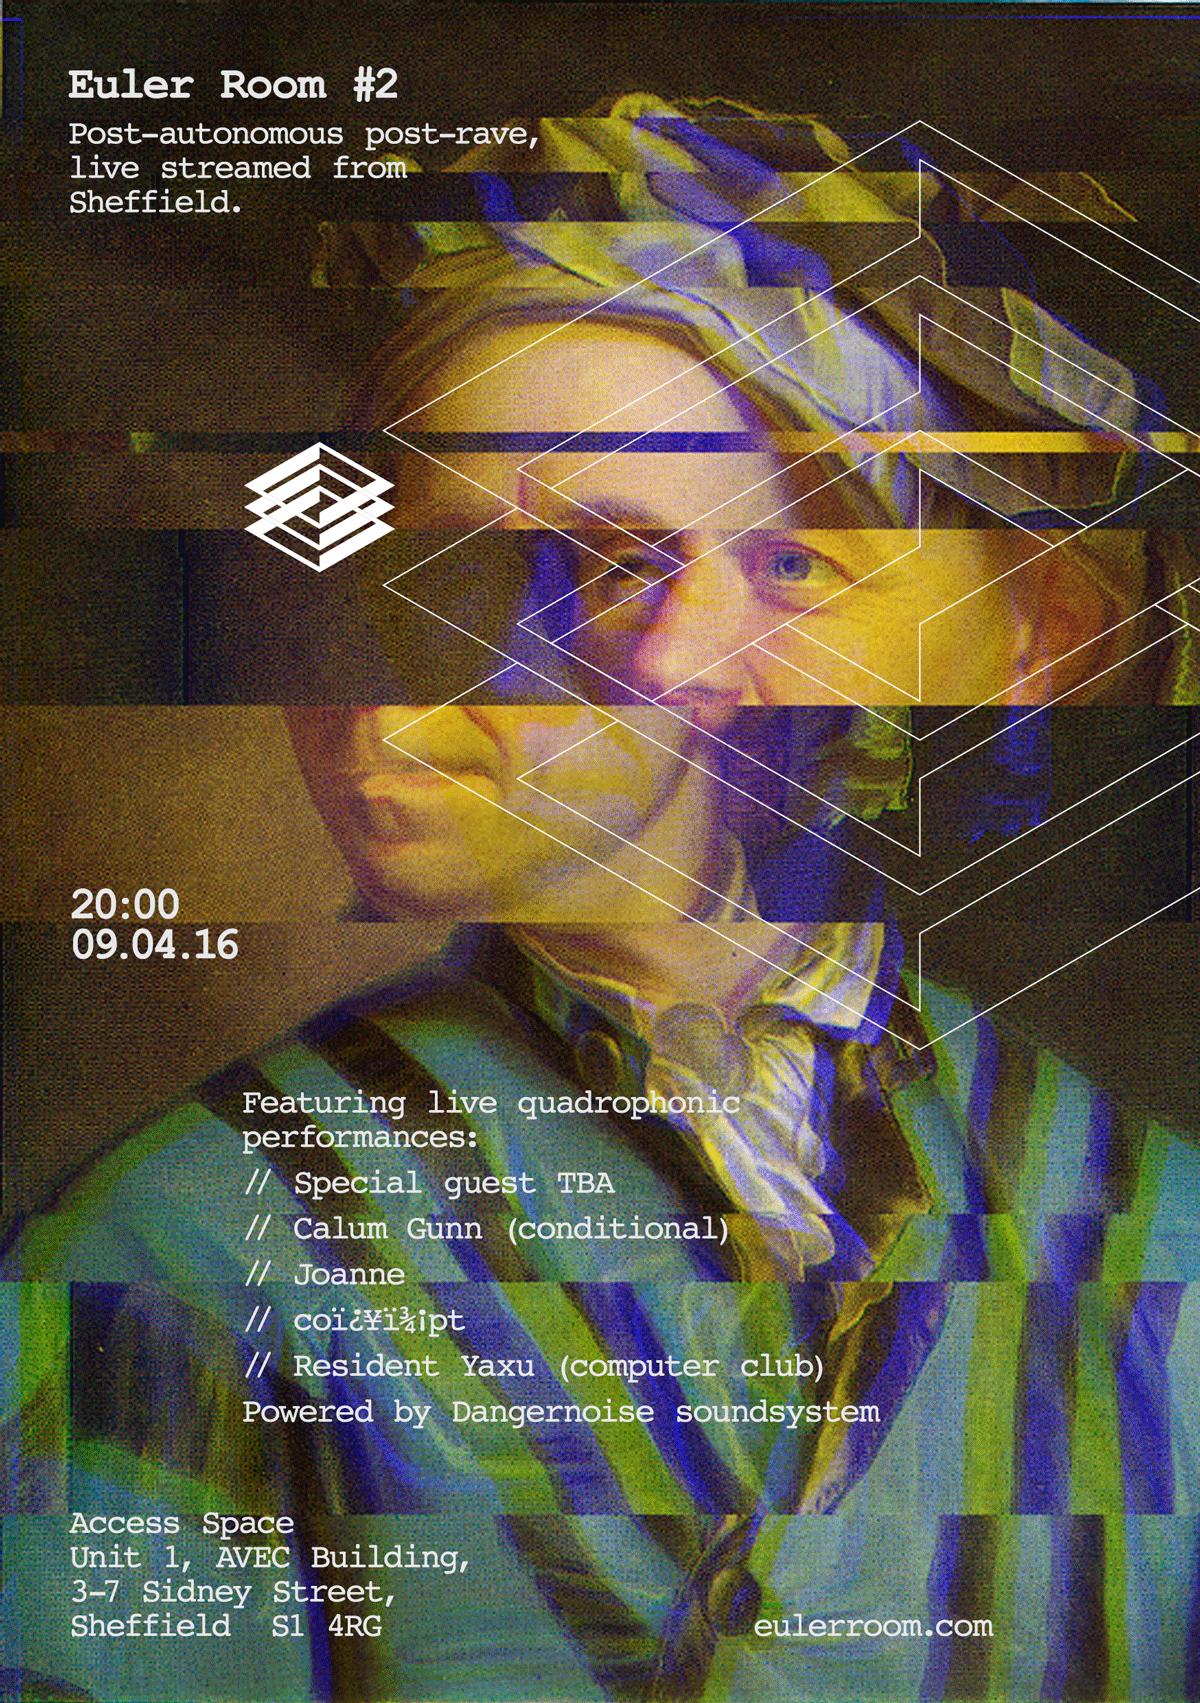 Euler Room #2
Post-autonomous post-rave,
live streamed from
Sheffield.
20:00
09.04.16
Featuring live quadrophonic
performances:
// Special guest TBA
// Calum Gunn (conditional)
// Joanne
// coï¿¥ï¾¡pt
// Resident Yaxu (computer club)
Powered by Dangernoise soundsystem
Access Space
Unit 1, AVEC Building,
3-7 Sidney Street,
Sheffield S1 4RG
eulerroom.com